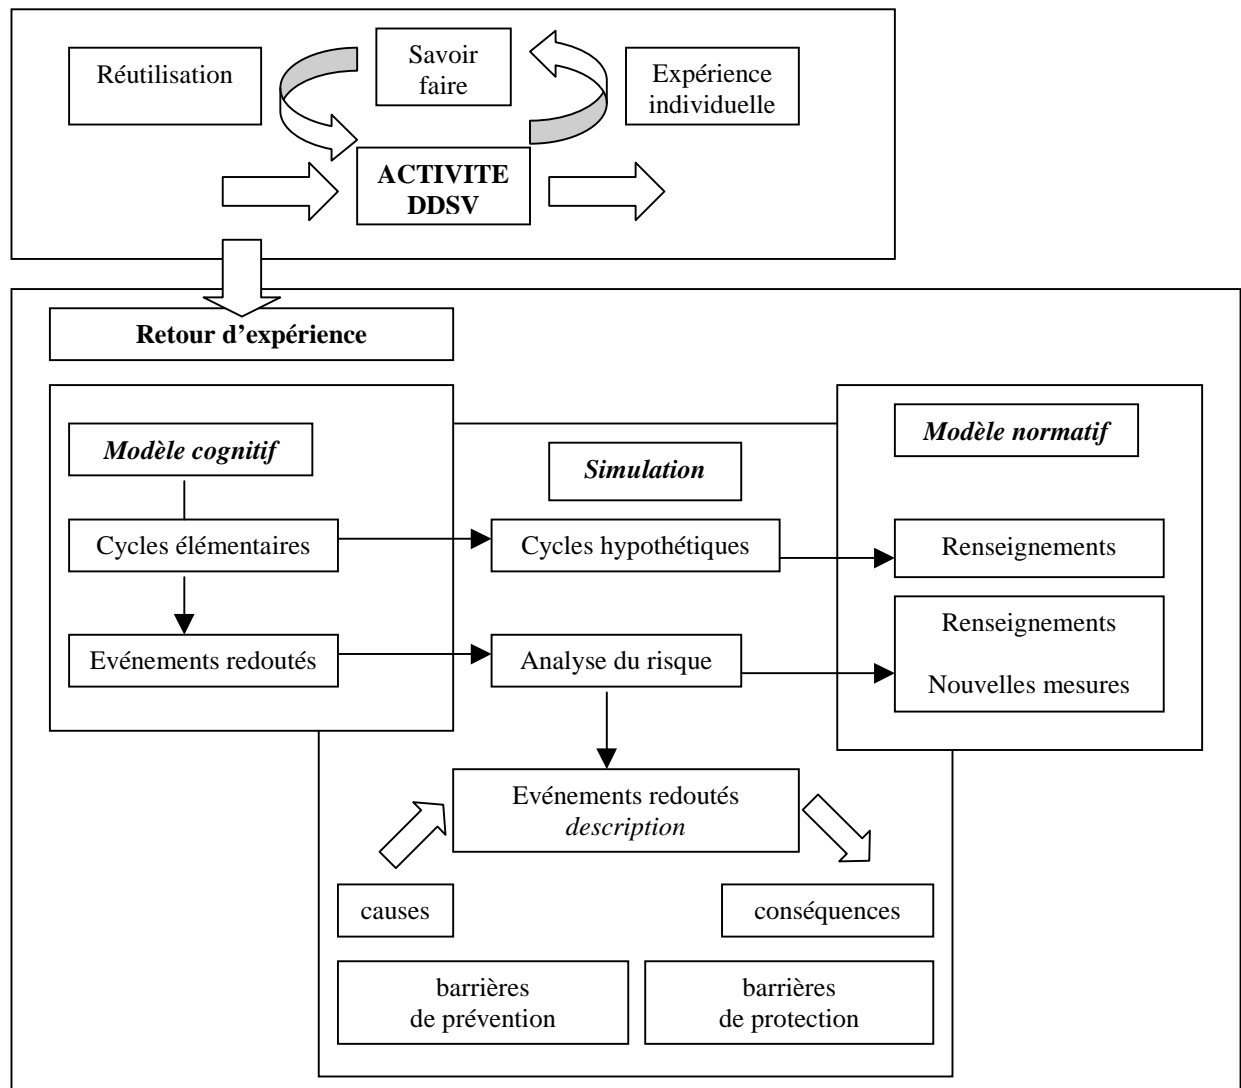 Réutilisation
Savoir
faire
Expérience
individuelle
ACTIVITE
DDSV
Retour d’expérience
Modèle cognitif
Simulation
Modèle normatif
Cycles élémentaires
Cycles hypothétiques
Renseignements
Evénements redoutés
Analyse du risque
Renseignements
Nouvelles mesures
Evénements redoutés
description
causes
conséquences
barrières
de prévention
barrières
de protection